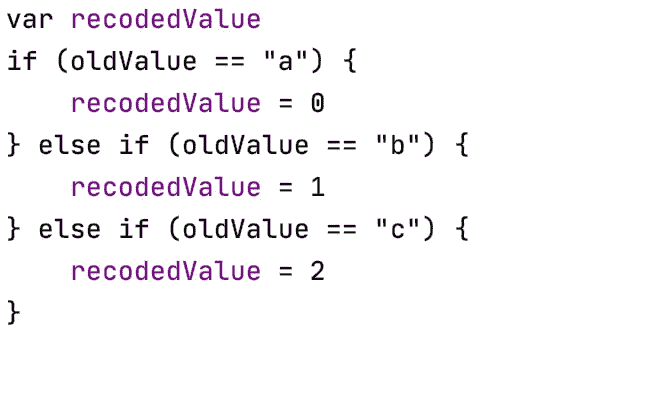 var recodedValue
if (oldValue == "a") {
    recodedValue = 0
} else if (oldValue == "b") {
    recodedValue = 1
} else if (oldValue == "c") {
    recodedValue = 2
}